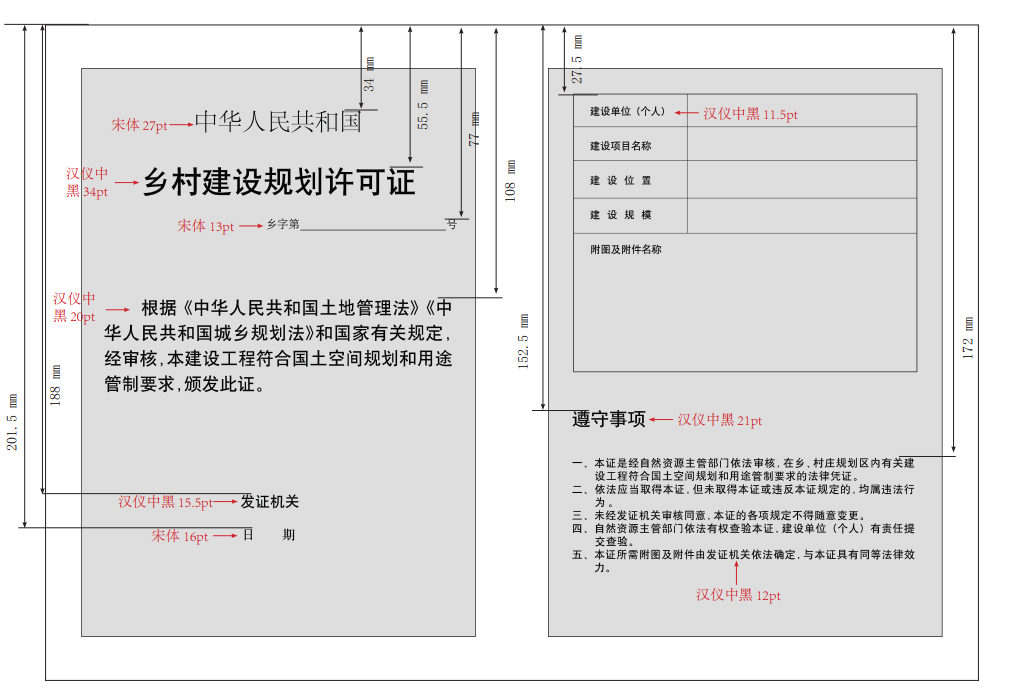 34 mm
55.5 mm
77 mm
108 mm
宋体 27pt
中华人民共和国
汉仪中
黑 34pt
乡村建设规划许可证
宋体 13pt
乡字第
号
汉仪中
黑 20pt
根据《中华人民共和国土地管理法》《中
华人民共和国城乡规划法》和国家有关规定，
经审核，本建设工程符合国土空间规划和用途
管制要求，颁发此证。
188 mm
201.5 mm
汉仪中黑 15.5pt
发证机关
宋体 16pt
日 期
27.5 mm
152.5 mm
172 mm
建设单位（个人）
汉仪中黑 11.5pt
建设项目名称
建 设 位 置
建 设 规 模
附图及附件名称
遵守事项
汉仪中黑 21pt
一、本证是经自然资源主管部门依法审核，在乡、村庄规划区内有关建
设工程符合国土空间规划和用途管制要求的法律凭证。
二、依法应当取得本证，但未取得本证或违反本证规定的，均属违法行
为。
三、未经发证机关审核同意，本证的各项规定不得随意变更。
四、自然资源主管部门依法有权查验本证，建设单位（个人）有责任提
交查验。
五、本证所需附图及附件由发证机关依法确定，与本证具有同等法律效
力。
汉仪中黑 12pt